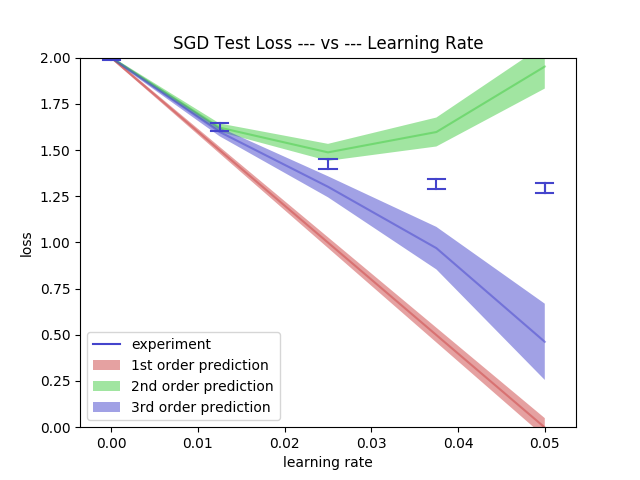 SGD Test Loss --- vs --- Learning Rate
2.00
1.75
1.50
1.25
1.00
0.75
0.50
0.25
0.00
loss
experiment
1st order prediction
2nd order prediction
3rd order prediction
0.00 0.01 0.02 0.03 0.04 0.05
learning rate